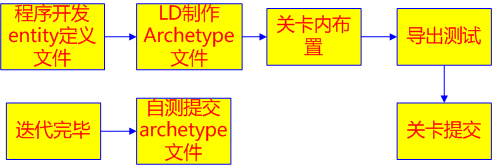 程序开发
entity定义
文件
LD制作
Archetype
文件
关卡内布
置
导出测试
关卡提交
迭代完毕
自测提交
archetype
文件